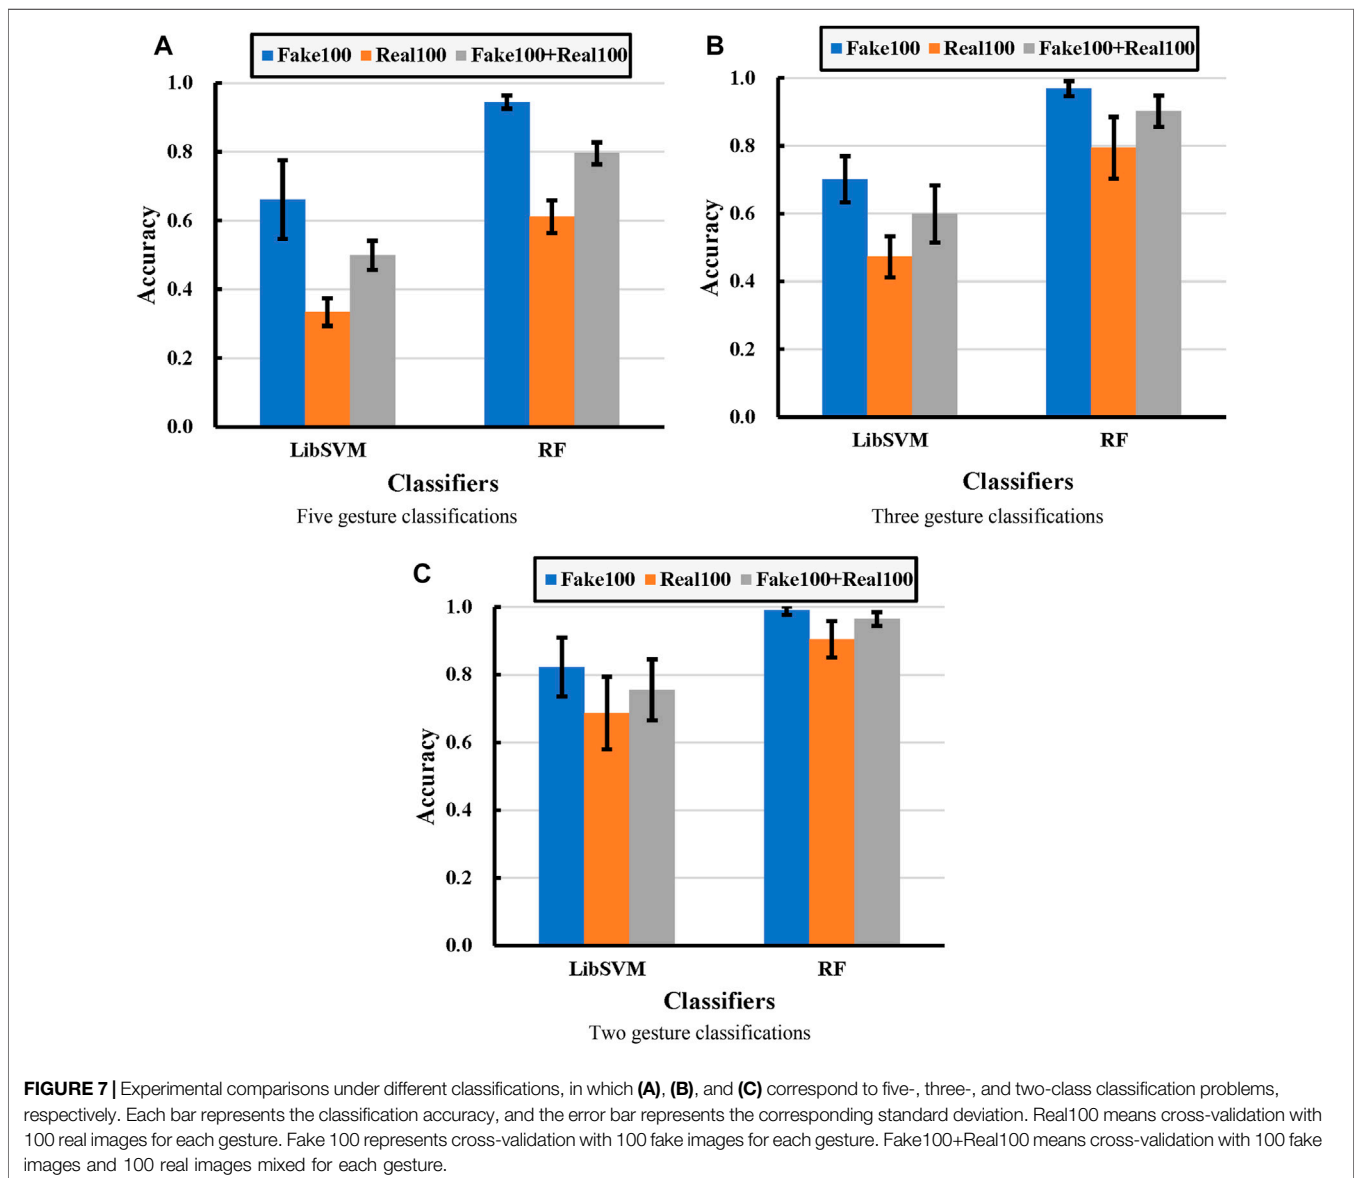 A
Fake100 Real100 Fake100+Real100
1.0
0.8
0.6
0.4
0.2
0.0
Accuracy
LibSVM RF
Classifiers
Five gesture classifications
B
Fake100 Real100 Fake100+Real100
1.0
0.8
0.6
0.4
0.2
0.0
Accuracy
LibSVM RF
Classifiers
Three gesture classifications
C
Fake100 Real100 Fake100+Real100
1.0
0.8
0.6
0.4
0.2
0.0
Accuracy
LibSVM RF
Classifiers
Two gesture classifications
FIGURE 7 | Experimental comparisons under different classifications, in which (A), (B), and (C) correspond to five-, three-, and two-class classification problems,
respectively. Each bar represents the classification accuracy, and the error bar represents the corresponding standard deviation. Real100 means cross-validation with
100 real images for each gesture. Fake 100 represents cross-validation with 100 fake images for each gesture. Fake100+Real100 means cross-validation with 100 fake
images and 100 real images mixed for each gesture.